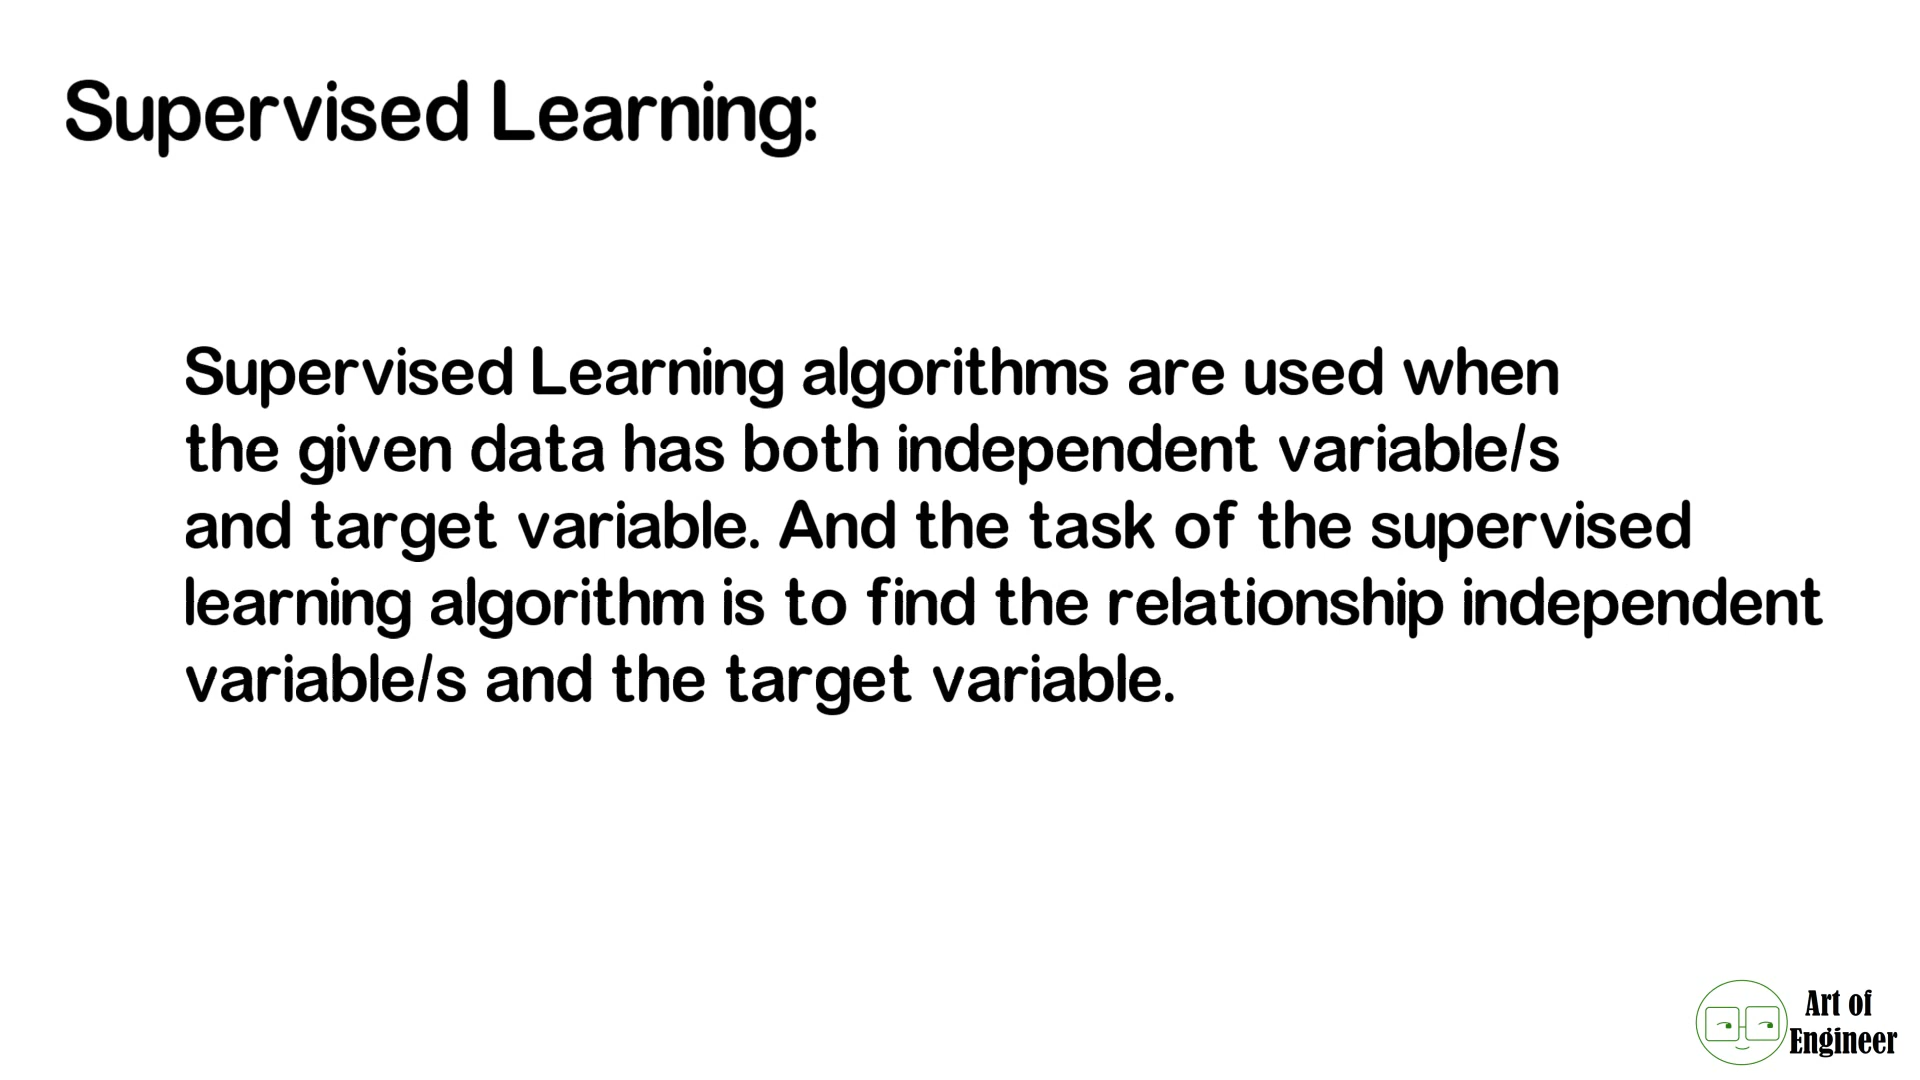 Supervised Learning:
Supervised Learning algorithms are used when
the given data has both independent variable/s
and target variable. And the task of the supervised
learning algorithm is to find the relationship independent
variable/s and the target variable.
Art of
Engineer